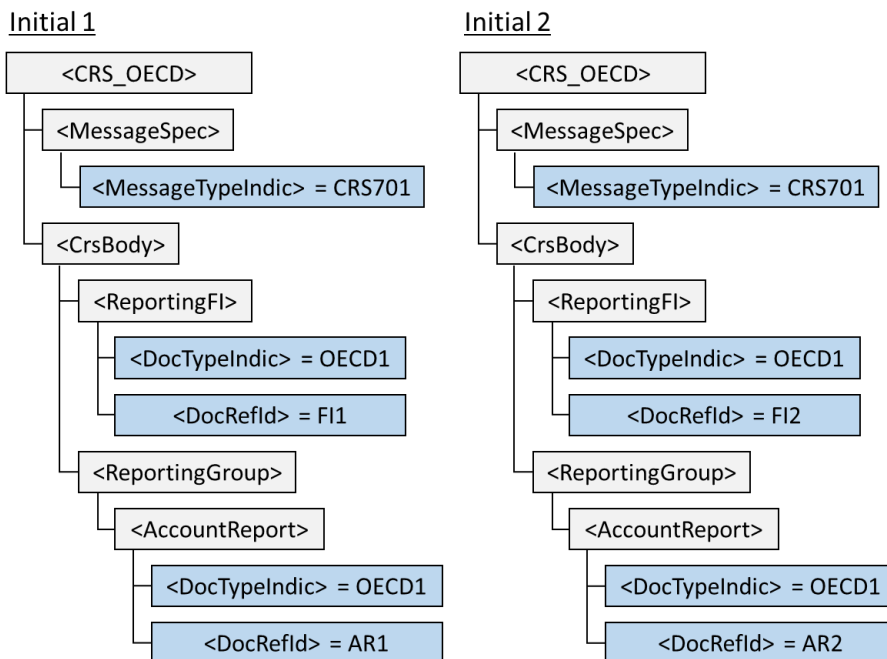 Initial 1
<CRS_OECD>
<MessageSpec>
<MessageTypeIndic> = CRS701
<CrsBody>
<ReportingFI>
<DocTypeIndic> = OECD1
<DocRefId> = FI1
<ReportingGroup>
<AccountReport>
<DocTypeIndic> = OECD1
<DocRefId> = AR1
Initial 2
<CRS_OECD>
<MessageSpec>
<MessageTypeIndic> = CRS701
<CrsBody>
<ReportingFI>
<DocTypeIndic> = OECD1
<DocRefId> = FI2
<ReportingGroup>
<AccountReport>
<DocTypeIndic> = OECD1
<DocRefId> = AR2